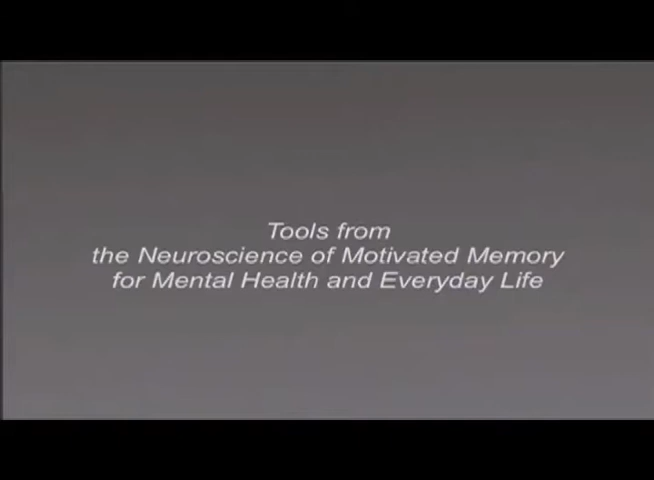 Tools from
the Neuroscience of Motivated Memory
for Mental Health and Everyday Life